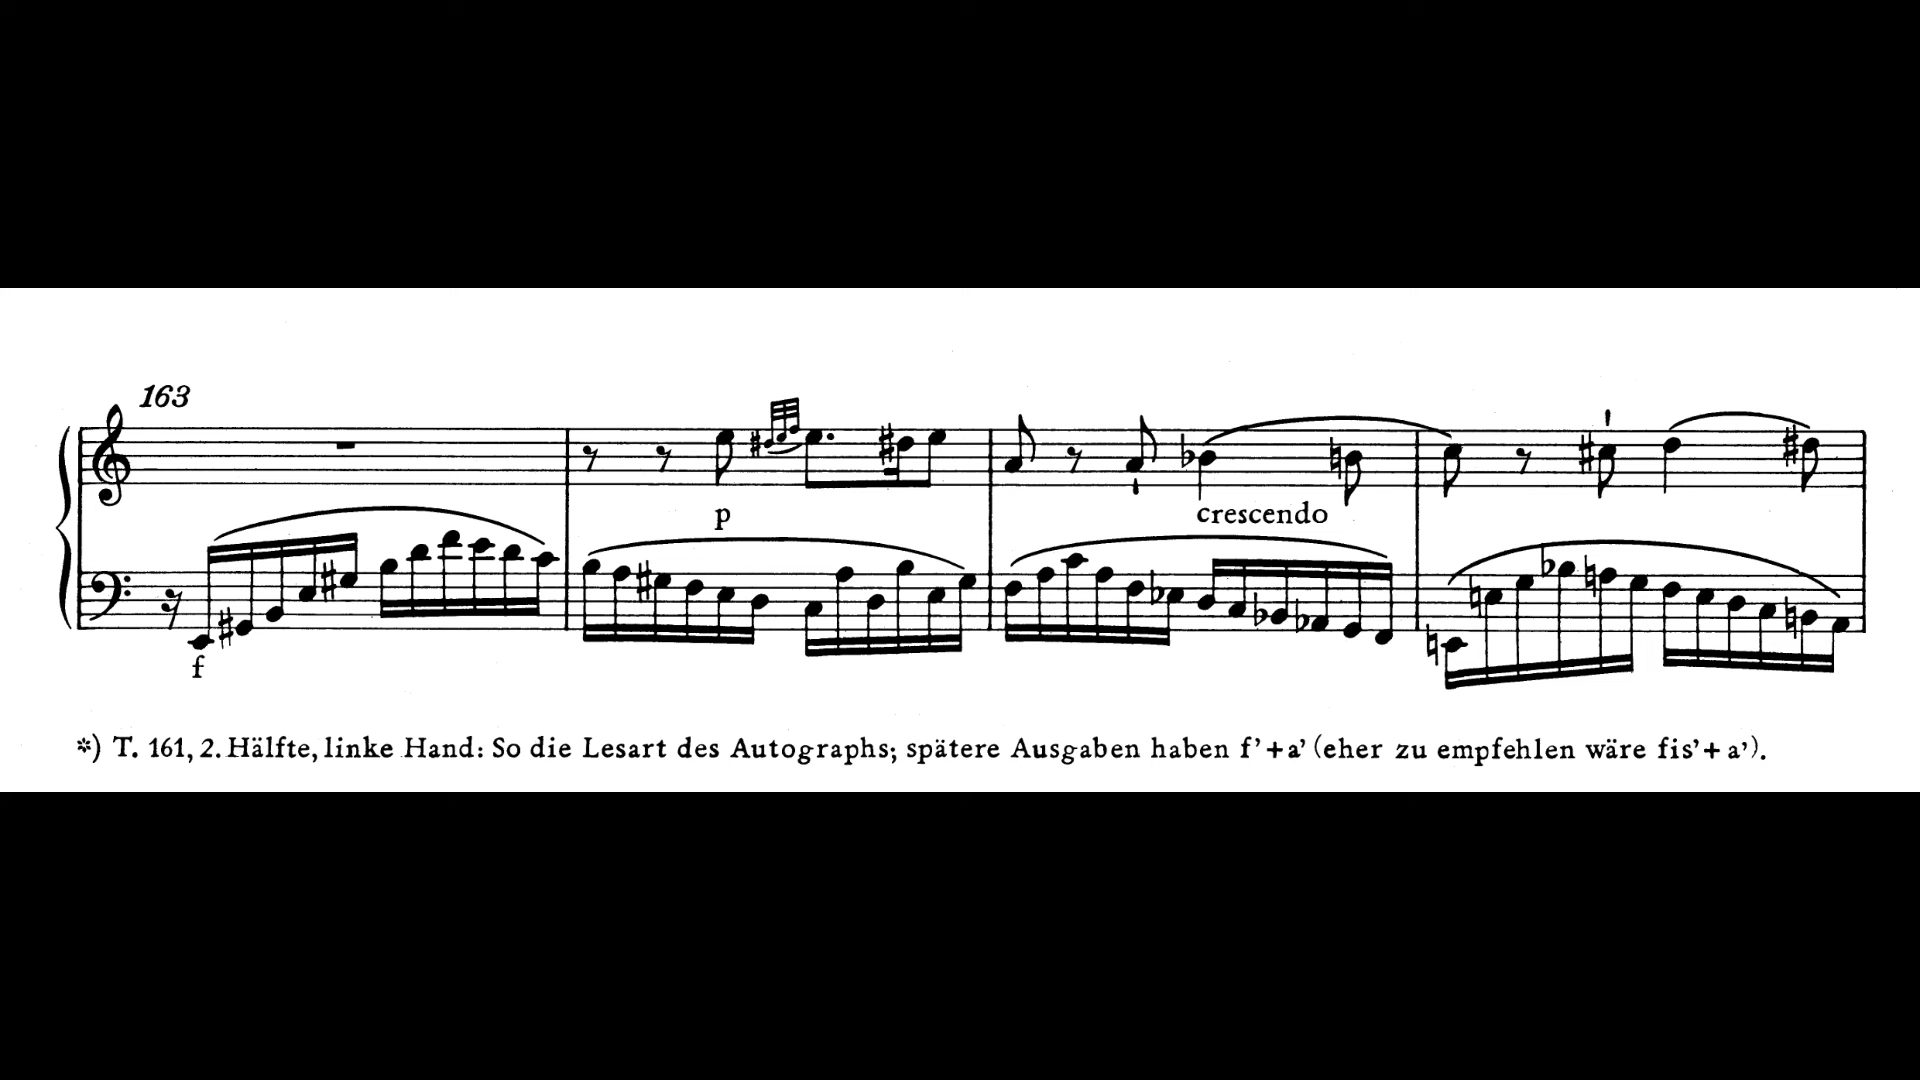 163
p
crescendo
f
*) T. 161, 2. Hälfte, linke Hand: So die Lesart des Autographs; spätere Ausgaben haben f’+a’ (eher zu empfehlen wäre fis’+ a’).